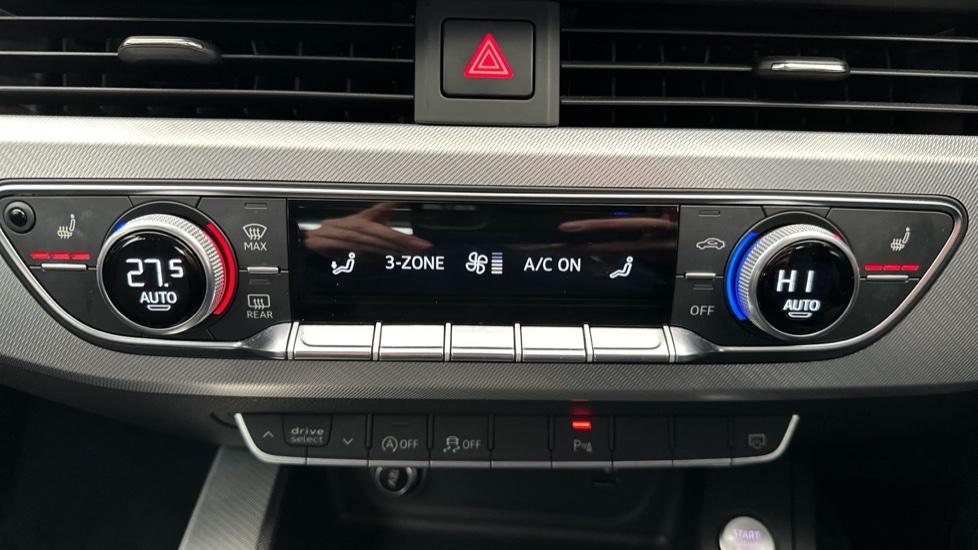 MAX
27.5
AUTO
3-ZONE
A/C ON
HI
AUTO
REAR
OFF
drive
select
OFF
OFF
P
START